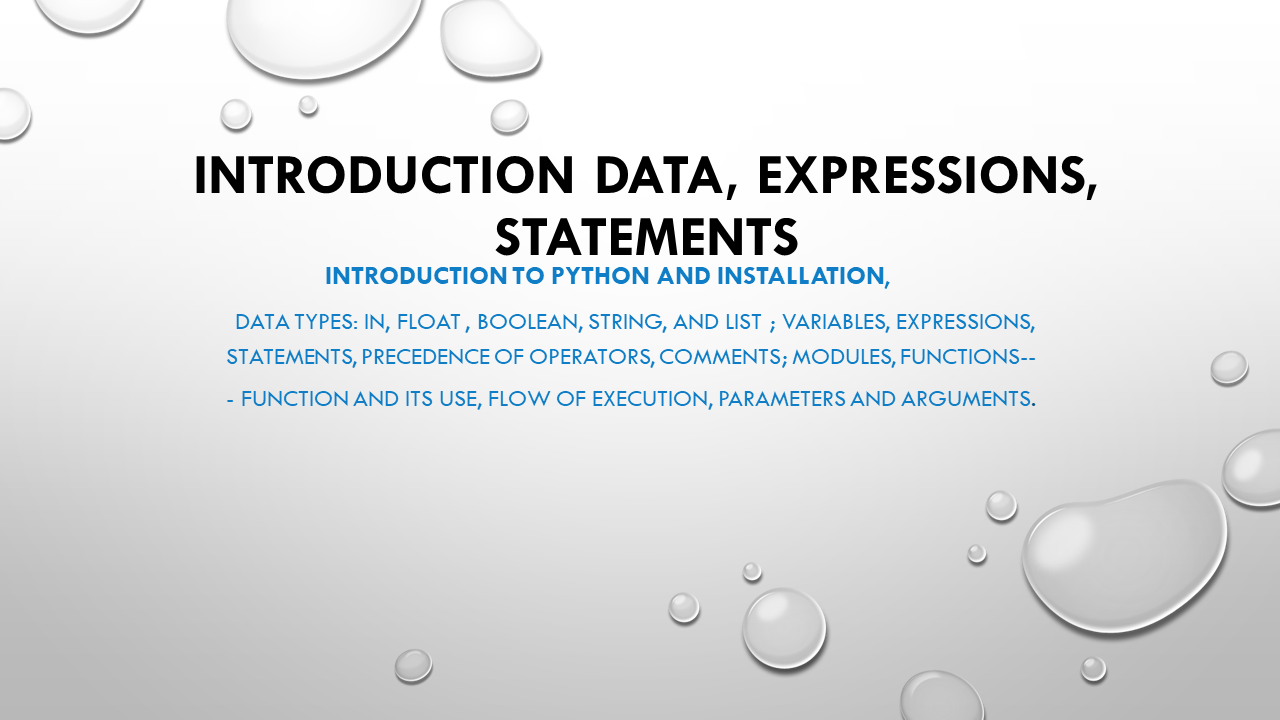 INTRODUCTION DATA, EXPRESSIONS,
STATEMENTS
INTRODUCTION TO PYTHON AND INSTALLATION,
DATA TYPES: IN, FLOAT , BOOLEAN, STRING, AND LIST ; VARIABLES, EXPRESSIONS,
STATEMENTS, PRECEDENCE OF OPERATORS, COMMENTS; MODULES, FUNCTIONS--
- FUNCTION AND ITS USE, FLOW OF EXECUTION, PARAMETERS AND ARGUMENTS.